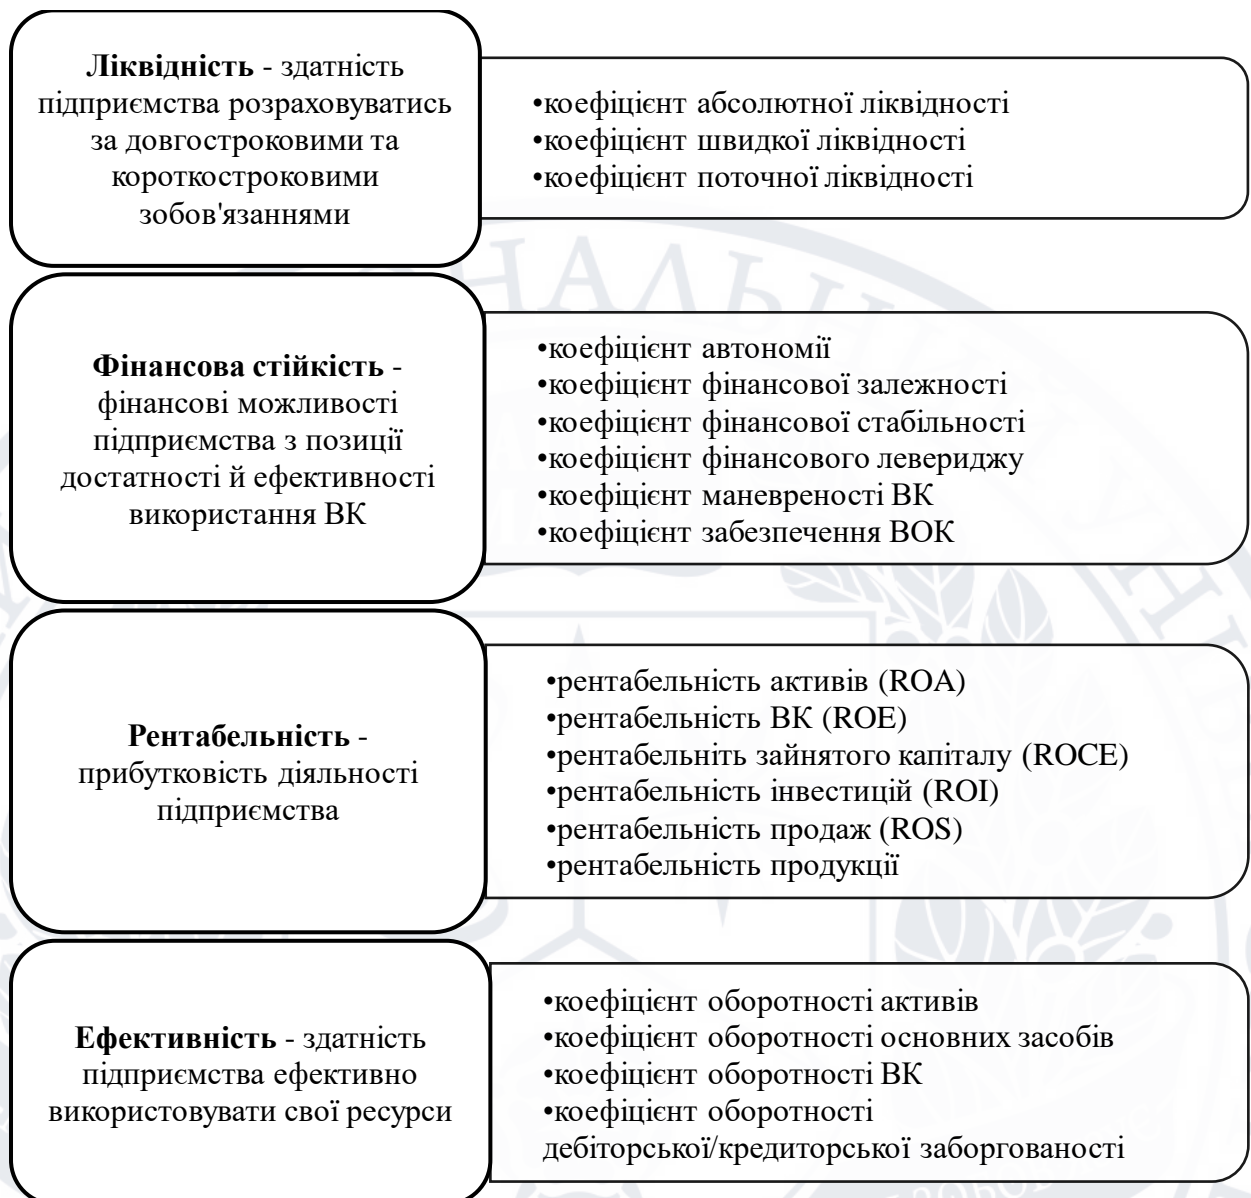 Ліквідність - здатність
підприємства розраховуватись
за довгостроковими та
короткостроковими
зобов'язаннями
•коефіцієнт абсолютної ліквідності
•коефіцієнт швидкої ліквідності
•коефіцієнт поточної ліквідності
Фінансова стійкість -
фінансові можливості
підприємства з позиції
достатності й ефективності
використання ВК
•коефіцієнт автономії
•коефіцієнт фінансової залежності
•коефіцієнт фінансової стабільності
•коефіцієнт фінансового левериджу
•коефіцієнт маневреності ВК
•коефіцієнт забезпечення ВОК
Рентабельність -
прибутковість діяльності
підприємства
•рентабельність активів (ROA)
•рентабельність ВК (ROE)
•рентабельніть зайнятого капіталу (ROCE)
•рентабельність інвестицій (ROI)
•рентабельність продаж (ROS)
•рентабельність продукції
Ефективність - здатність
підприємства ефективно
використовувати свої ресурси
•коефіцієнт оборотності активів
•коефіцієнт оборотності основних засобів
•коефіцієнт оборотності ВК
•коефіцієнт оборотності
дебіторської/кредиторської заборгованості